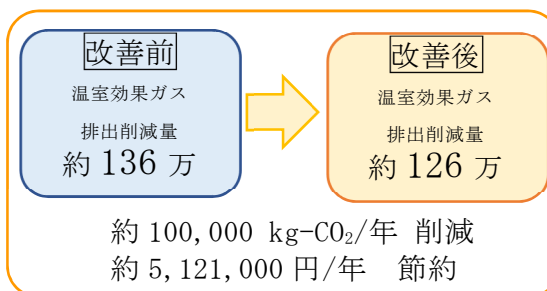 改善前
温室効果ガス
排出削減量
約 136 万
改善後
温室効果ガス
排出削減量
約 126 万
約 100,000 kg-CO₂/年 削減
約 5,121,000 円/年 節約